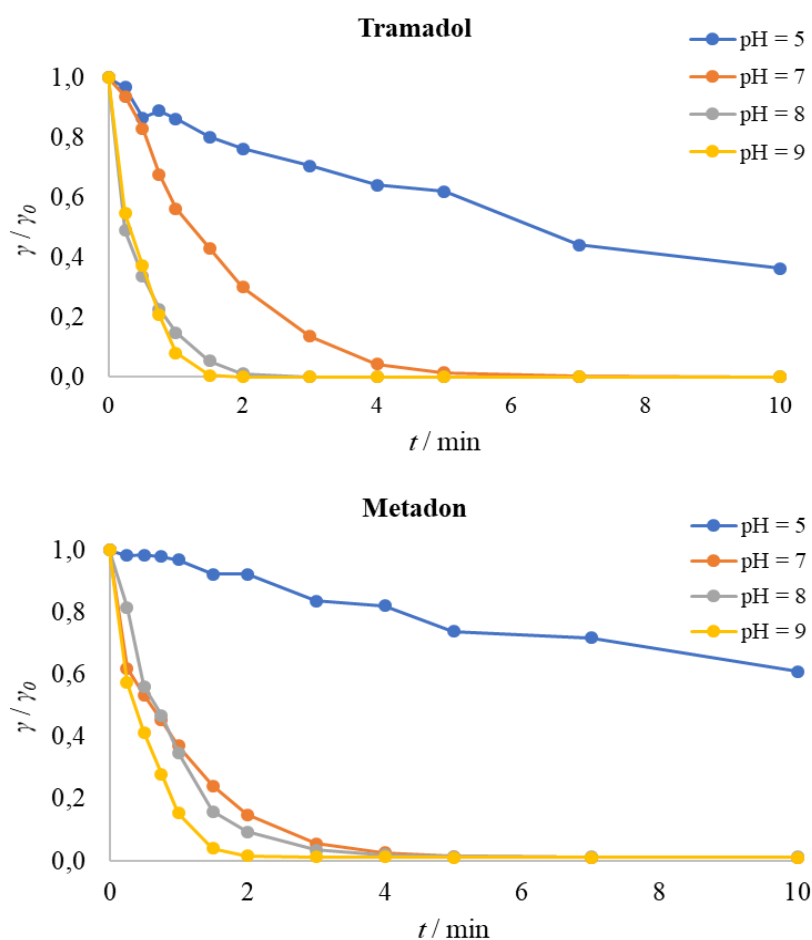 Tramadol
pH = 5
pH = 7
pH = 8
pH = 9
1,0
0,8
0,6
0,4
0,2
0,0
γ / γ0
0 2 4 6 8 10
t / min
Metadon
pH = 5
pH = 7
pH = 8
pH = 9
1,0
0,8
0,6
0,4
0,2
0,0
γ / γ0
0 2 4 6 8 10
t / min